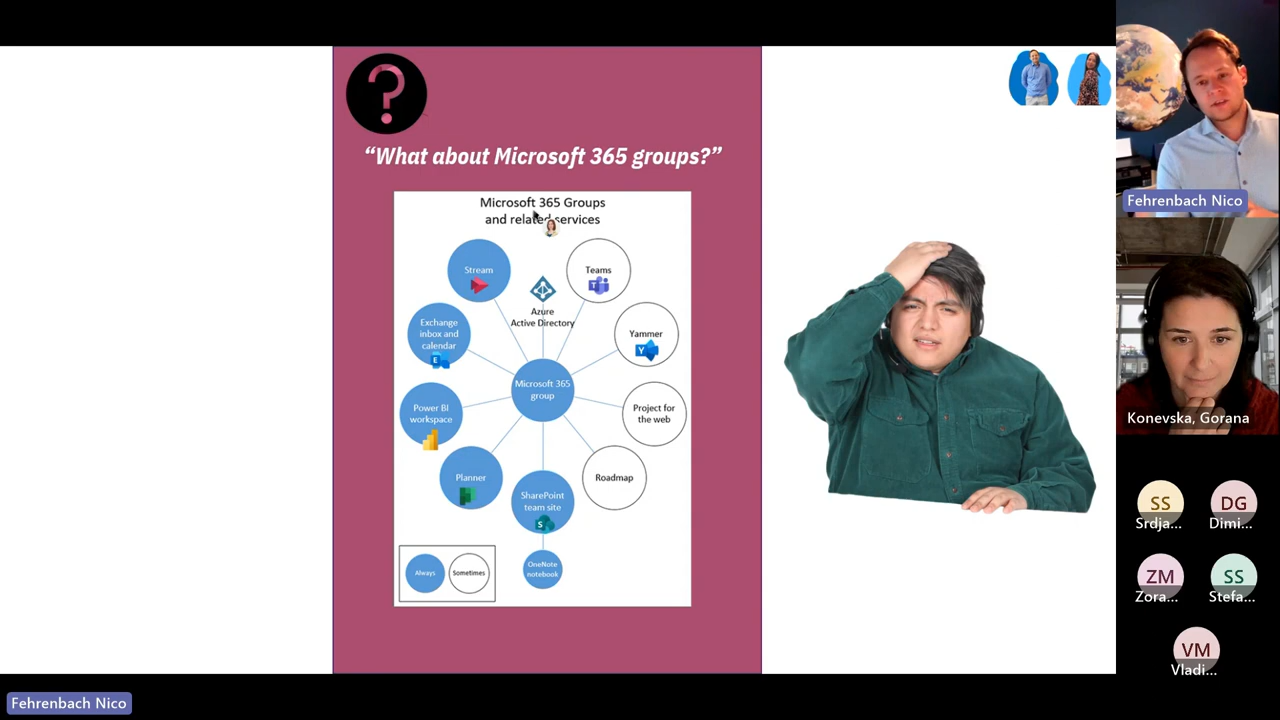 ?
“What about Microsoft 365 groups?”
Microsoft 365 Groups
and related services
Stream
Teams
Azure
Active Directory
Exchange
inbox and
calendar
E
Yammer
Y
Microsoft 365
group
Power BI
workspace
Project for
the web
Planner
Roadmap
SharePoint
team site
S
OneNote
notebook
Always
Sometimes
Fehrenbach Nico
Konevska, Gorana
SS
Srdja...
DG
Dimi...
ZM
Zora...
SS
Stefa...
VM
Vladi...
Fehrenbach Nico